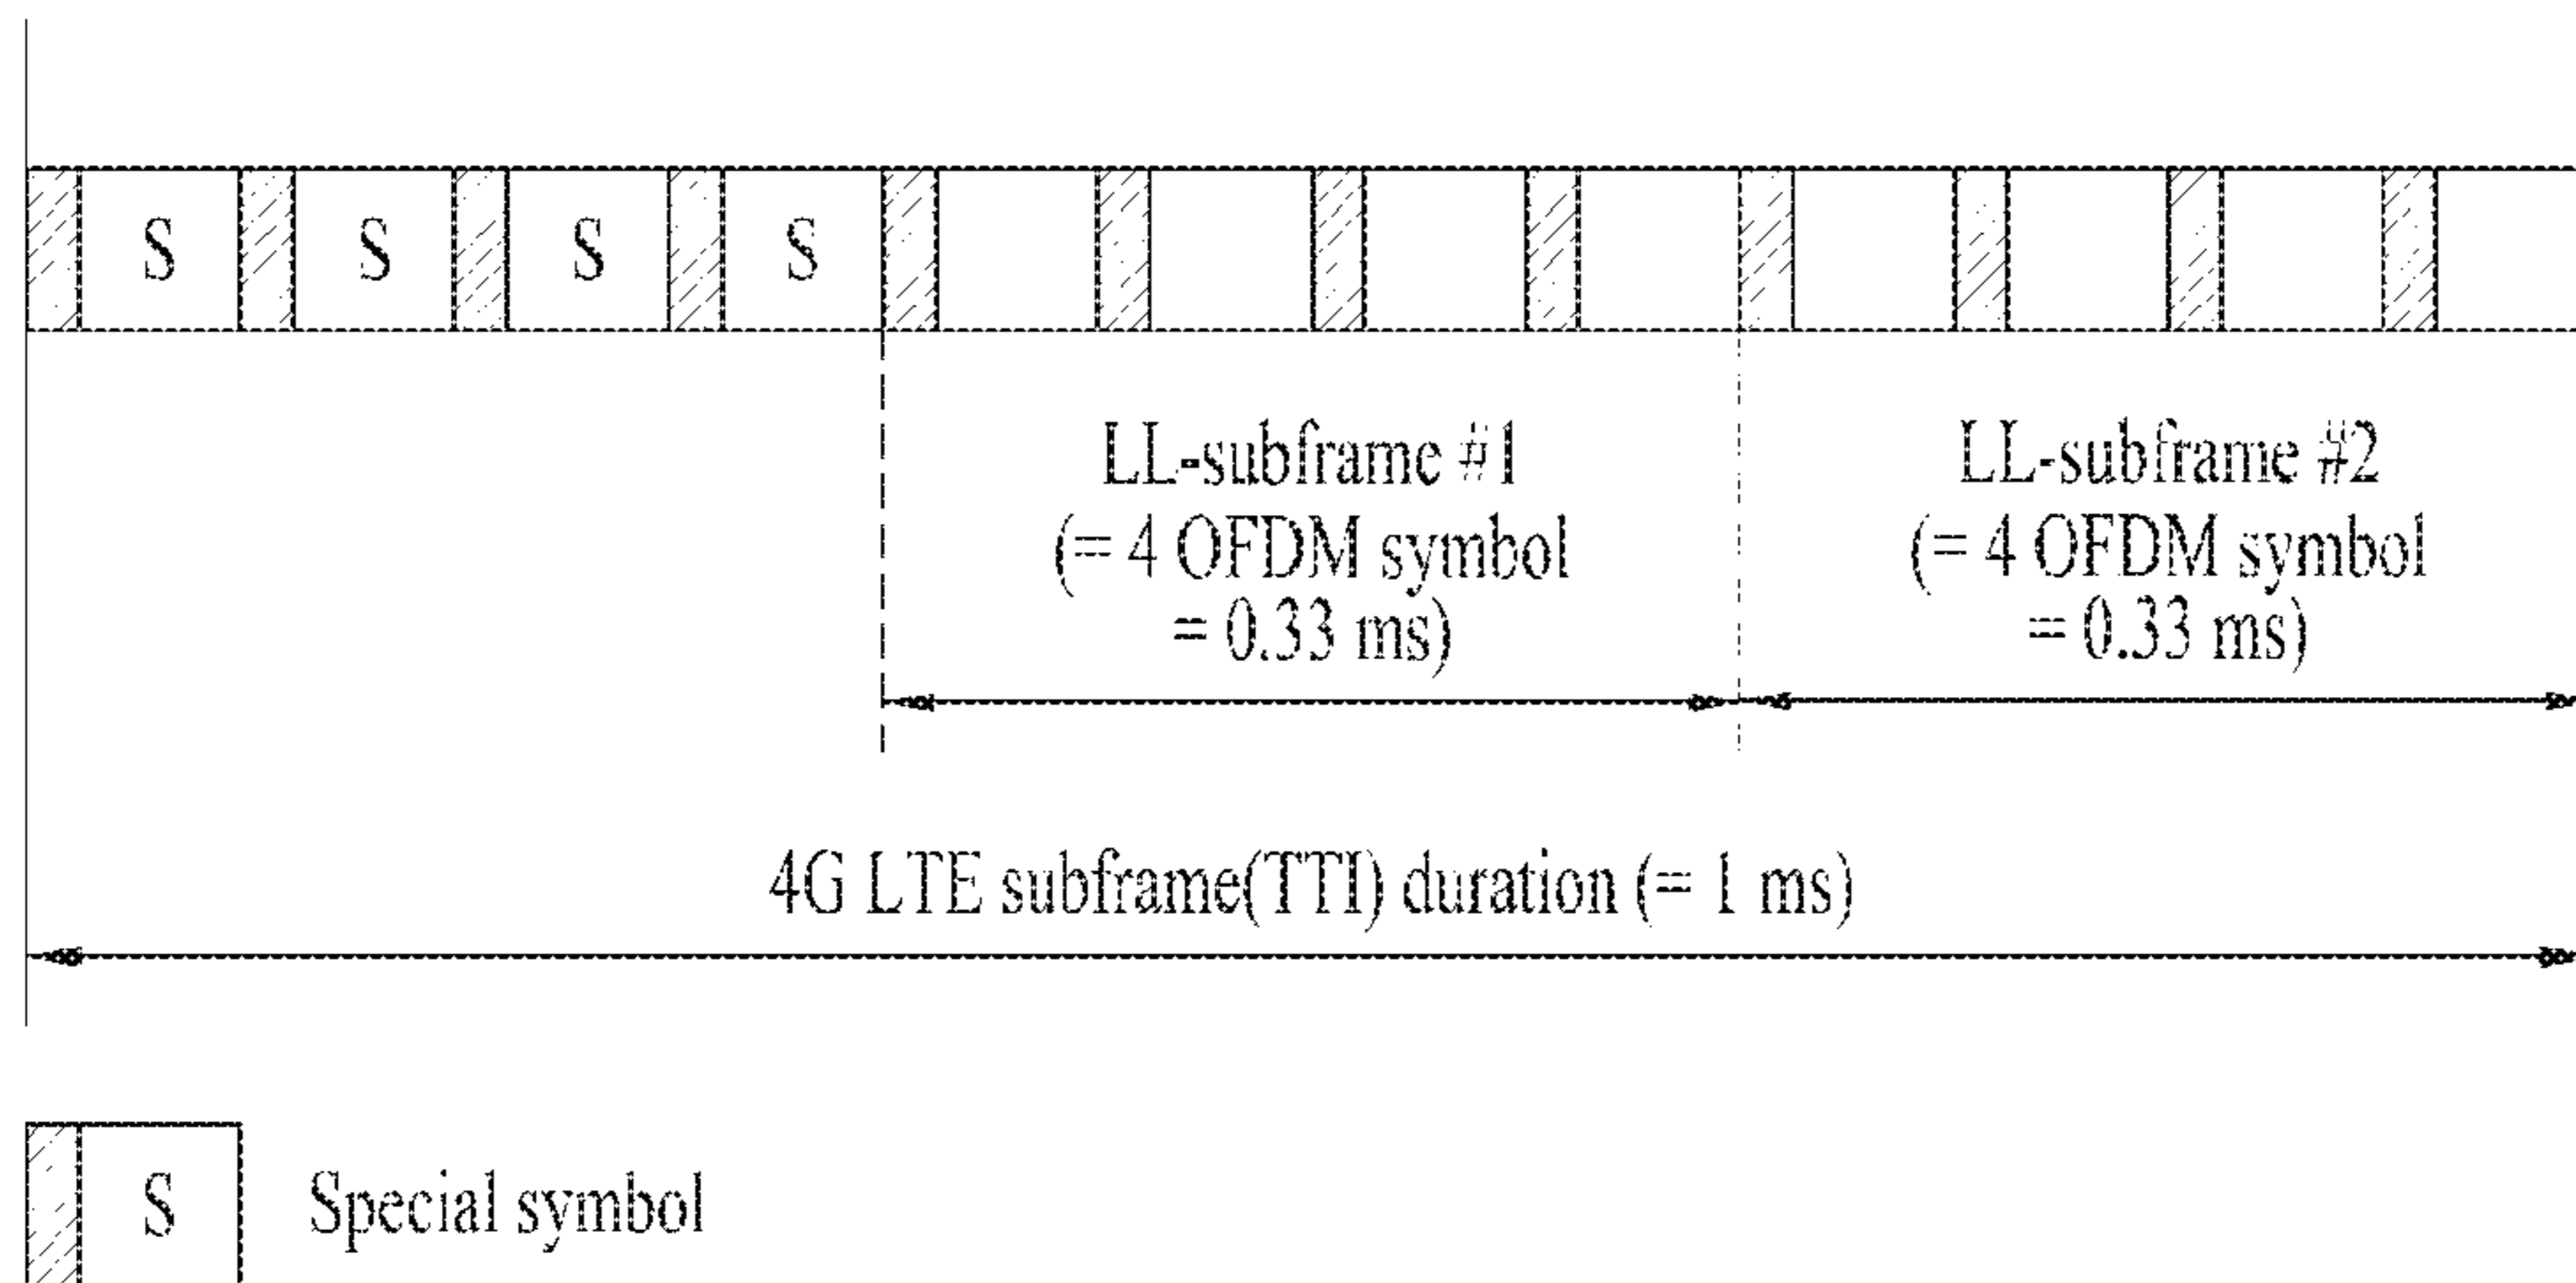 S S S S
LL-subframe #1
(= 4 OFDM symbol
= 0.33 ms)
LL-subframe #2
(= 4 OFDM symbol
= 0.33 ms)
4G LTE subframe(TTI) duration (= 1 ms)
S Special symbol